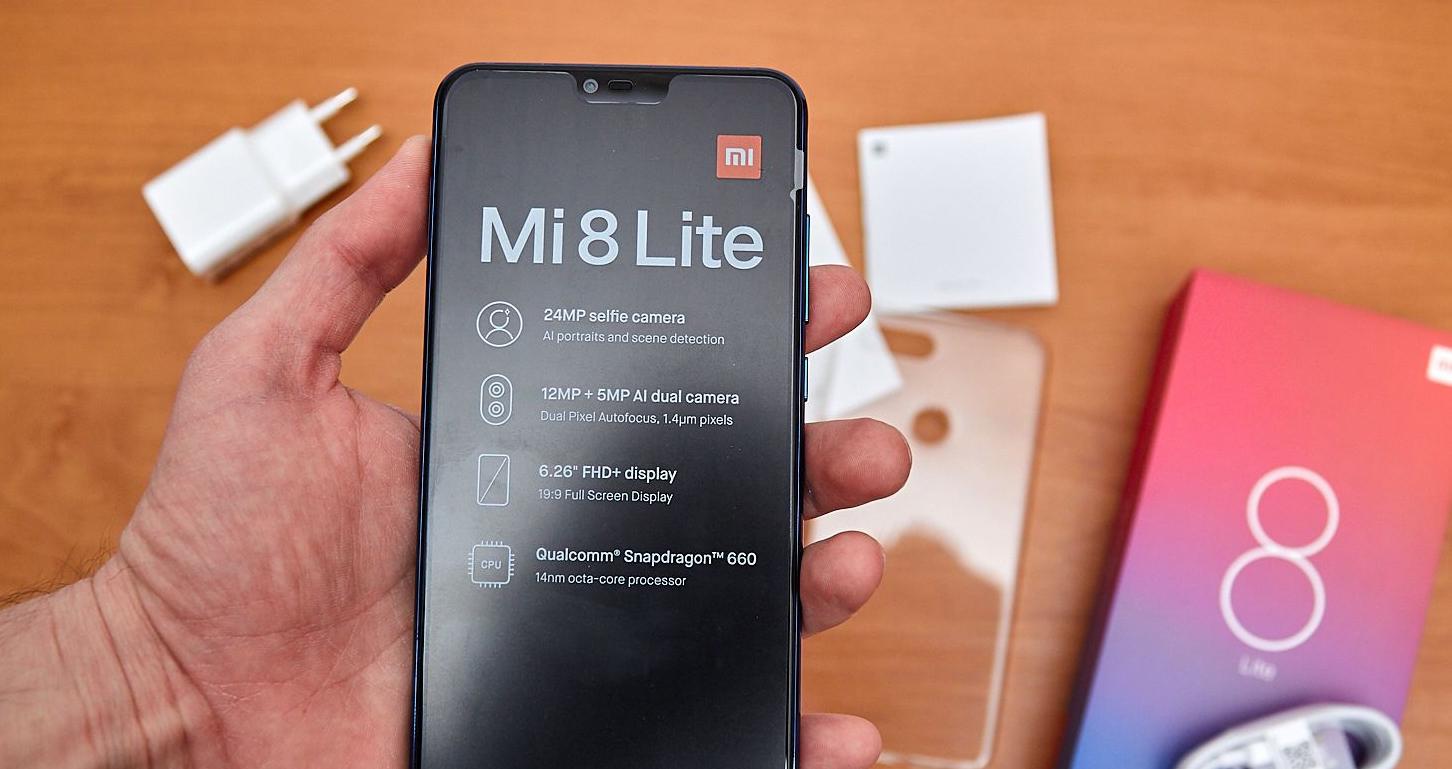 mi
Mi 8 Lite
24MP selfie camera
AI portraits and scene detection
12MP + 5MP AI dual camera
Dual Pixel Autofocus, 1.4μm pixels
6.26" FHD+ display
19:9 Full Screen Display
CPU
Qualcomm® Snapdragon™ 660
14nm octa-core processor
mi
8
Lite